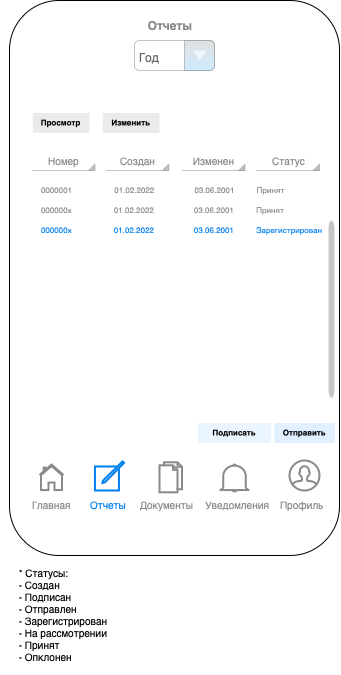 Отчеты
Год
Просмотр Изменить
Номер Создан Изменен Статус
0000001 01.02.2022 03.06.2001 Принят
000000x 01.02.2022 03.06.2001 Принят
000000x 01.02.2022 03.06.2001 Зарегистрирован
Подписать Отправить
Главная Отчеты Документы Уведомления Профиль
* Статусы:
- Создан
- Подписан
- Отправлен
- Зарегистрирован
- На рассмотрении
- Принят
- Опклонен